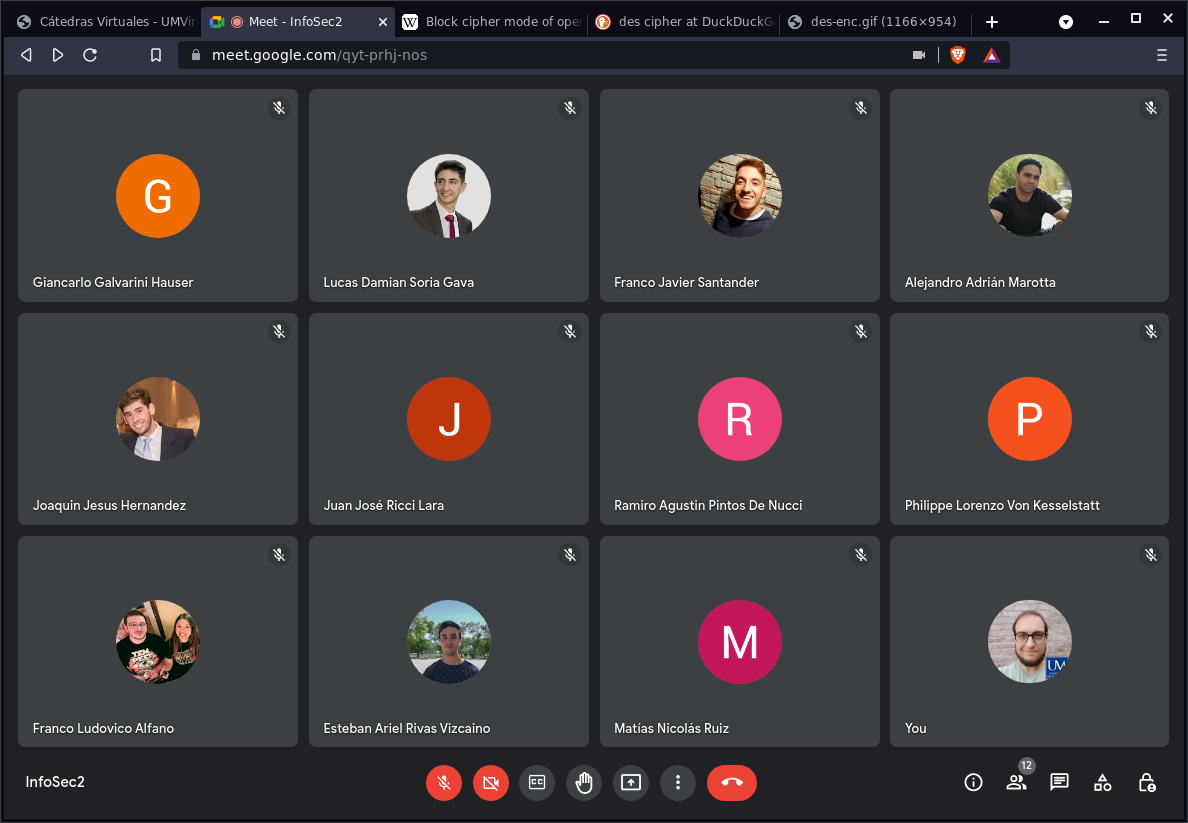 Cátedras Virtuales - UMVir
Meet - InfoSec2
W
Block cipher mode of oper
des cipher at DuckDuckG
des-enc.gif (1166×954)
meet.google.com/qyt-prhj-nos
G
Giancarlo Galvarini Hauser
Lucas Damian Soria Gava
Franco Javier Santander
Alejandro Adrián Marotta
Joaquin Jesus Hernandez
J
Juan José Ricci Lara
R
Ramiro Agustin Pintos De Nucci
P
Philippe Lorenzo Von Kesselstatt
Franco Ludovico Alfano
Esteban Ariel Rivas Vizcaino
M
Matías Nicolás Ruiz
UM
You
InfoSec2
CC
12